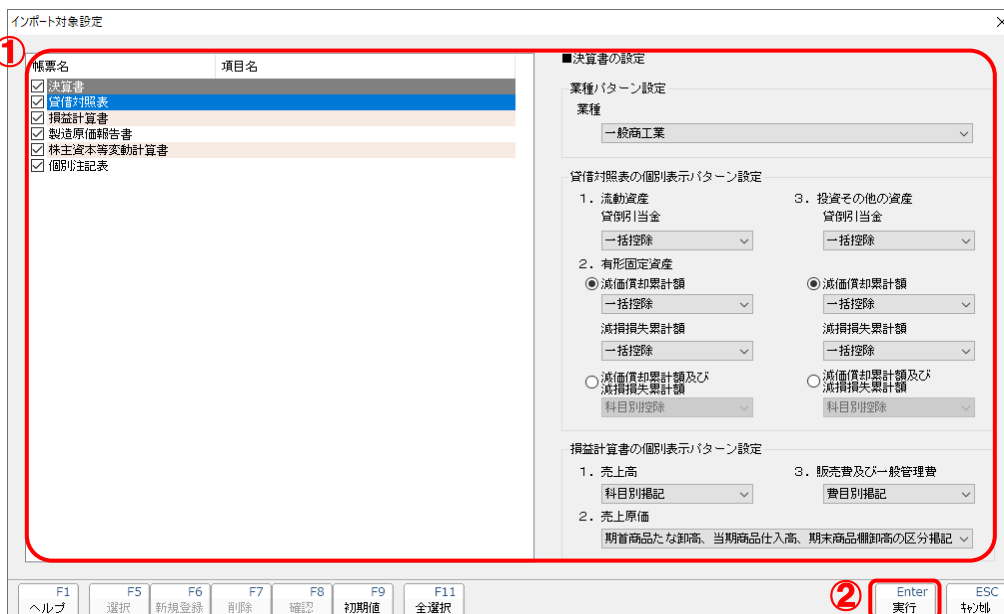 インポート対象設定
①
帳票名 項目名
決算書
貸借対照表
損益計算書
製造原価報告書
株主資本等変動計算書
個別注記表
■決算書の設定
業種パターン設定
業種
一般商工業
貸借対照表の個別表示パターン設定
1．流動資産
貸倒引当金
一括控除
2．有形固定資産
減価償却累計額
一括控除
減損損失累計額
一括控除
減価償却累計額及び
減損損失累計額
科目別控除
3．投資その他の資産
貸倒引当金
一括控除
減価償却累計額
一括控除
減損損失累計額
一括控除
減価償却累計額及び
減損損失累計額
科目別控除
損益計算書の個別表示パターン設定
1．売上高
科目別掲記
3．販売費及び一般管理費
費目別掲記
2．売上原価
期首商品たな卸高、当期商品仕入高、期末商品棚卸高の区分掲記
②
F1 F5 F6 F7 F8 F9 F11 Enter ESC
ヘルプ 選択 新規登録 削除 確認 初期値 全選択 実行 キャンセル